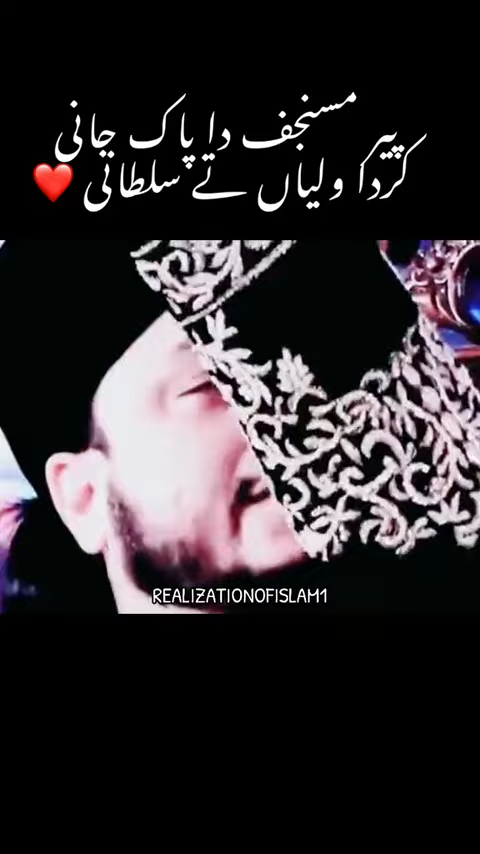 پیر مسنجف دا پاک جانی
کردا ولیاں تے سلطانی ❤️
REALIZATIONOFISLAM1